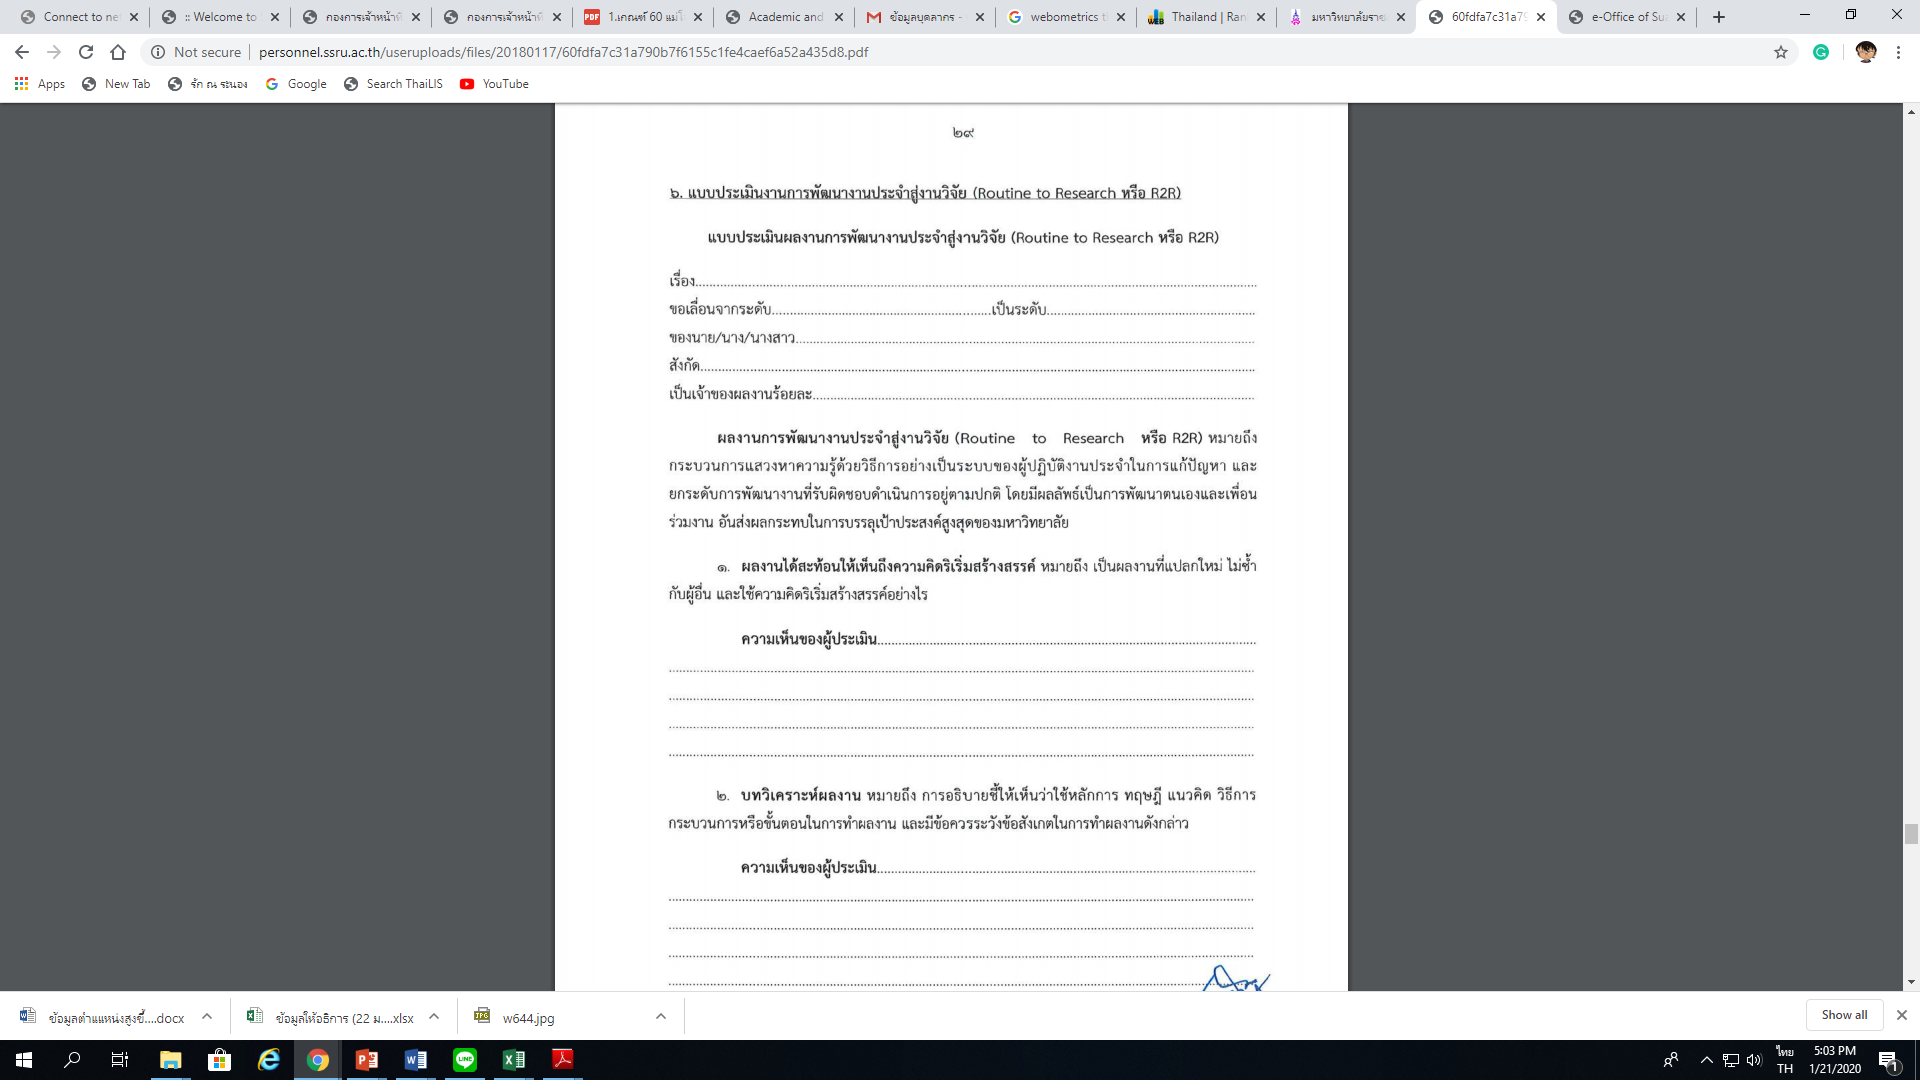 Connect to ne
:: Welcome to
กองการเจ้าหน้าที
กองการเจ้าหน้าที
1.เกณฑ์ 60 แม่โ
Academic and
ข้อมูลบุคลากร -
webometrics t
Thailand | Ran
มหาวิทยาลัยราช
60fdfa7c31a79
e-Office of Su
Not secure
personnel.ssru.ac.th/useruploads/files/20180117/60fdfa7c31a790b7f6155c1fe4caef6a52a435d8.pdf
Apps
New Tab
รัก ณ ระนอง
Google
Search ThaiLIS
YouTube
๒๙
๖. แบบประเมินงานการพัฒนางานประจำสู่งานวิจัย (Routine to Research หรือ R2R)
แบบประเมินผลงานการพัฒนางานประจำสู่งานวิจัย (Routine to Research หรือ R2R)
เรื่อง
ขอเลื่อนจากระดับ เป็นระดับ
ของนาย/นาง/นางสาว
สังกัด
เป็นเจ้าของผลงานร้อยละ
ผลงานการพัฒนางานประจำสู่งานวิจัย (Routine to Research หรือ R2R) หมายถึง
กระบวนการแสวงหาความรู้ด้วยวิธีการอย่างเป็นระบบของผู้ปฏิบัติงานประจำในการแก้ปัญหา และ
ยกระดับการพัฒนางานที่รับผิดชอบดำเนินการอยู่ตามปกติ โดยมีผลลัพธ์เป็นการพัฒนาตนเองและเพื่อน
ร่วมงาน อันส่งผลกระทบในการบรรลุเป้าประสงค์สูงสุดของมหาวิทยาลัย
๑. ผลงานได้สะท้อนให้เห็นถึงความคิดริเริ่มสร้างสรรค์ หมายถึง เป็นผลงานที่แปลกใหม่ ไม่ซ้ำ
กับผู้อื่น และใช้ความคิดริเริ่มสร้างสรรค์อย่างไร
ความเห็นของผู้ประเมิน
๒. บทวิเคราะห์ผลงาน หมายถึง การอธิบายชี้ให้เห็นว่าใช้หลักการ ทฤษฎี แนวคิด วิธีการ
กระบวนการหรือขั้นตอนในการทำผลงาน และมีข้อควรระวังข้อสังเกตในการทำผลงานดังกล่าว
ความเห็นของผู้ประเมิน
ข้อมูลตำแหน่งสูงขึ้....docx
ข้อมูลให้อธิการ (22 ม....xlsx
w644.jpg
Show all
ไทย
TH
5:03 PM
1/21/2020
1